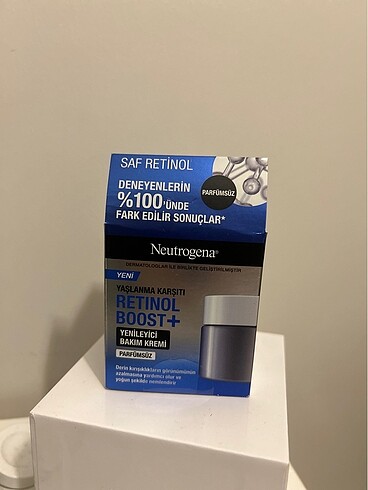 SAF RETİNOL
DENEYENLERİN
%100'ÜNDE
FARK EDİLİR SONUÇLAR*
PARFÜMSÜZ
Neutrogena®
DERMATOLOGLAR İLE BİRLİKTE GELİŞTİRİLMİŞTİR
YENİ
YAŞLANMA KARŞITI
RETINOL
BOOST+
YENİLEYİCİ
BAKIM KREMİ
PARFÜMSÜZ
Derin kırışıklıkların görünümünün
azalmasına yardımcı olur ve
yoğun şekilde nemlendirir